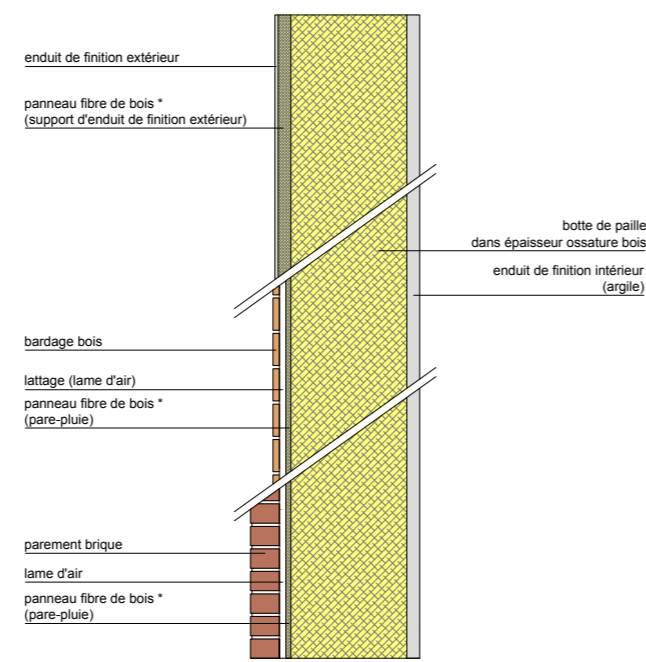 enduit de finition extérieur
panneau fibre de bois *
(support d'enduit de finition extérieur)
botte de paille
dans épaisseur ossature bois
enduit de finition intérieur
(argile)
bardage bois
lattage (lame d'air)
panneau fibre de bois *
(pare-pluie)
parement brique
lame d'air
panneau fibre de bois *
(pare-pluie)